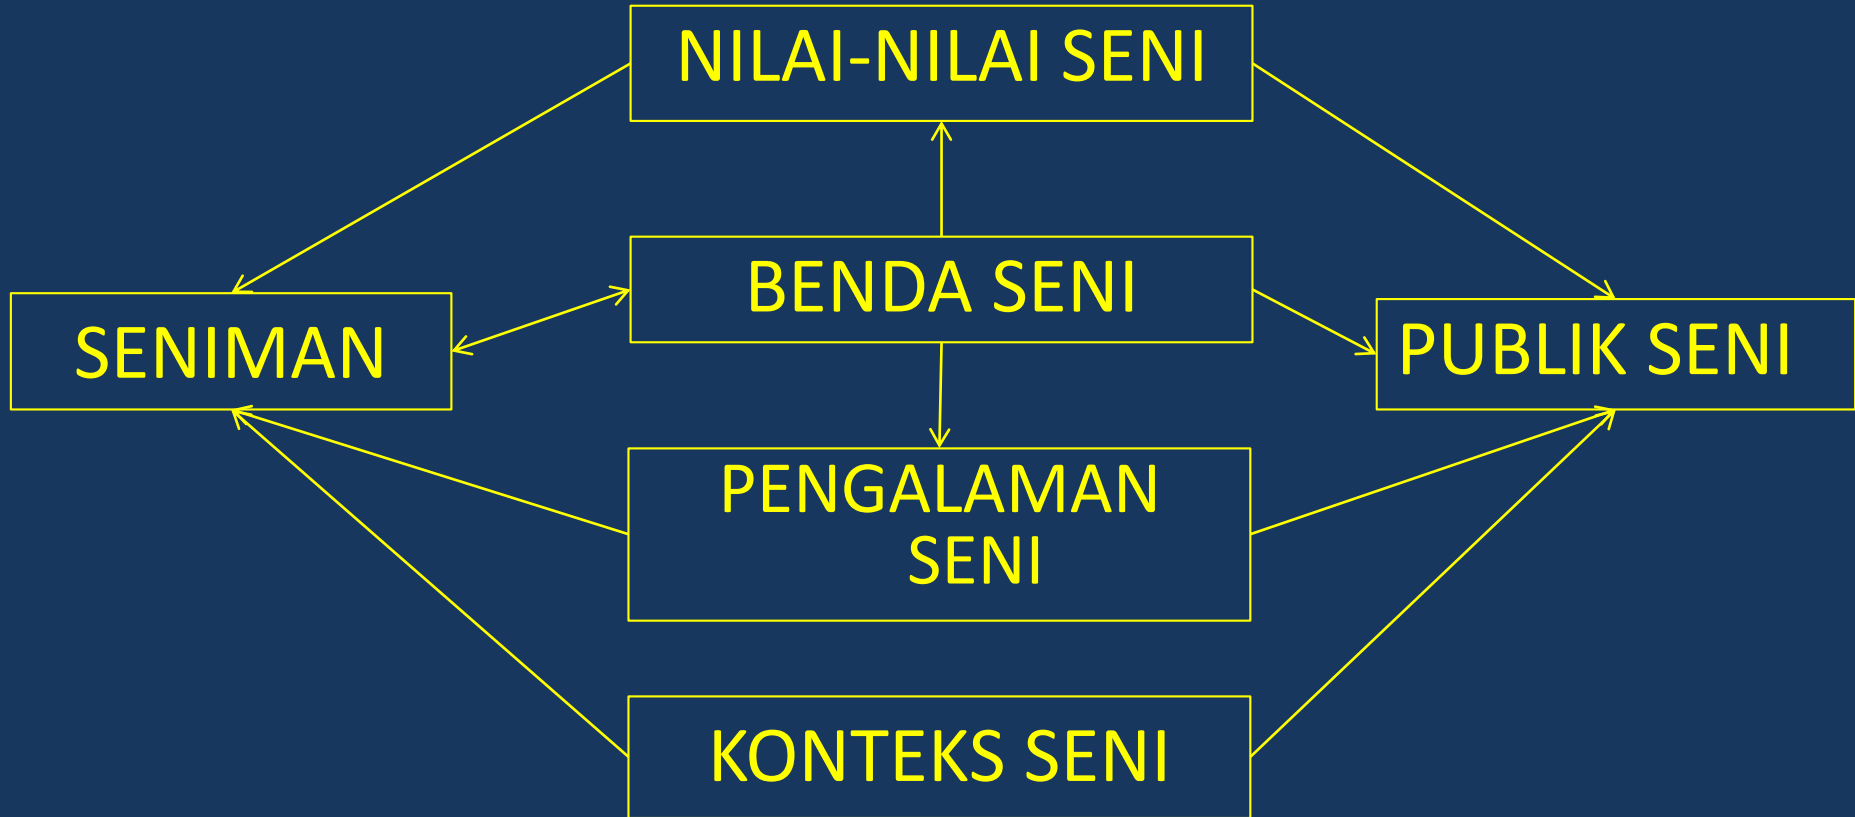 NILAI-NILAI SENI
BENDA SENI
SENIMAN
PUBLIK SENI
PENGALAMAN
SENI
KONTEKS SENI